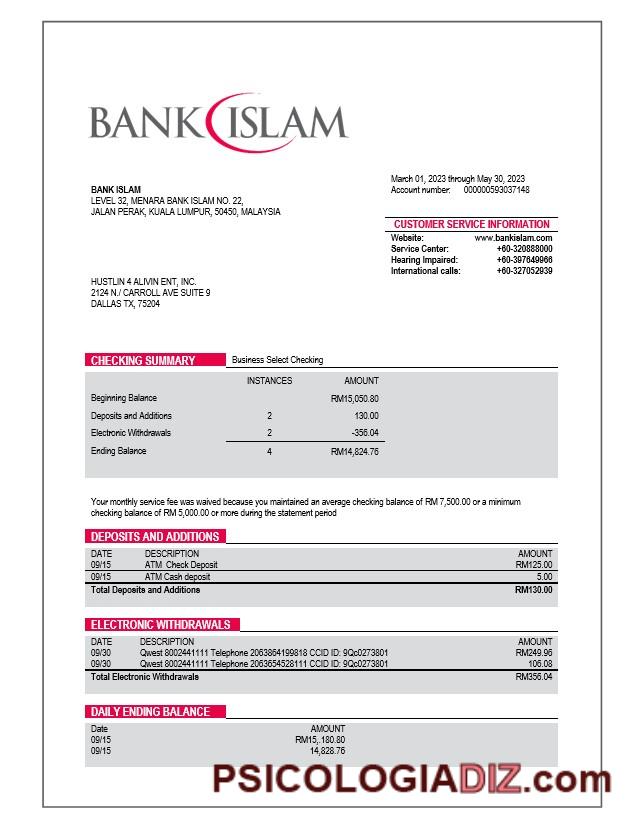 BANK ISLAM
March 01, 2023 through May 30, 2023
Account number: 000000593037148
BANK ISLAM
LEVEL 32, MENARA BANK ISLAM NO. 22,
JALAN PERAK, KUALA LUMPUR, 50450, MALAYSIA
CUSTOMER SERVICE INFORMATION
Website: www.bankislam.com
Service Center: +60-320888000
Hearing Impaired: +60-397649966
International calls: +60-327052939
HUSTLIN 4 ALIVIN ENT, INC.
2124 N./ CARROLL AVE SUITE 9
DALLAS TX, 75204
CHECKING SUMMARY Business Select Checking
INSTANCES AMOUNT
Beginning Balance RM15,050.80
Deposits and Additions 2 130.00
Electronic Withdrawals 2 -356.04
Ending Balance 4 RM14,824.76
Your monthly service fee was waived because you maintained an average checking balance of RM 7,500.00 or a minimum
checking balance of RM 5,000.00 or more during the statement period
DEPOSITS AND ADDITIONS
DATE DESCRIPTION AMOUNT
09/15 ATM Check Deposit RM125.00
09/15 ATM Cash deposit 5.00
Total Deposits and Additions RM130.00
ELECTRONIC WITHDRAWALS
DATE DESCRIPTION AMOUNT
09/30 Qwest 8002441111 Telephone 2063864199818 CCID ID: 9Qc0273801 RM249.96
09/30 Qwest 8002441111 Telephone 2063654528111 CCID ID: 9Qc0273801 106.08
Total Electronic Withdrawals RM356.04
DAILY ENDING BALANCE
Date AMOUNT
09/15 RM15,.180.80
09/15 14,828.76
PSICOLOGIADIZ.com